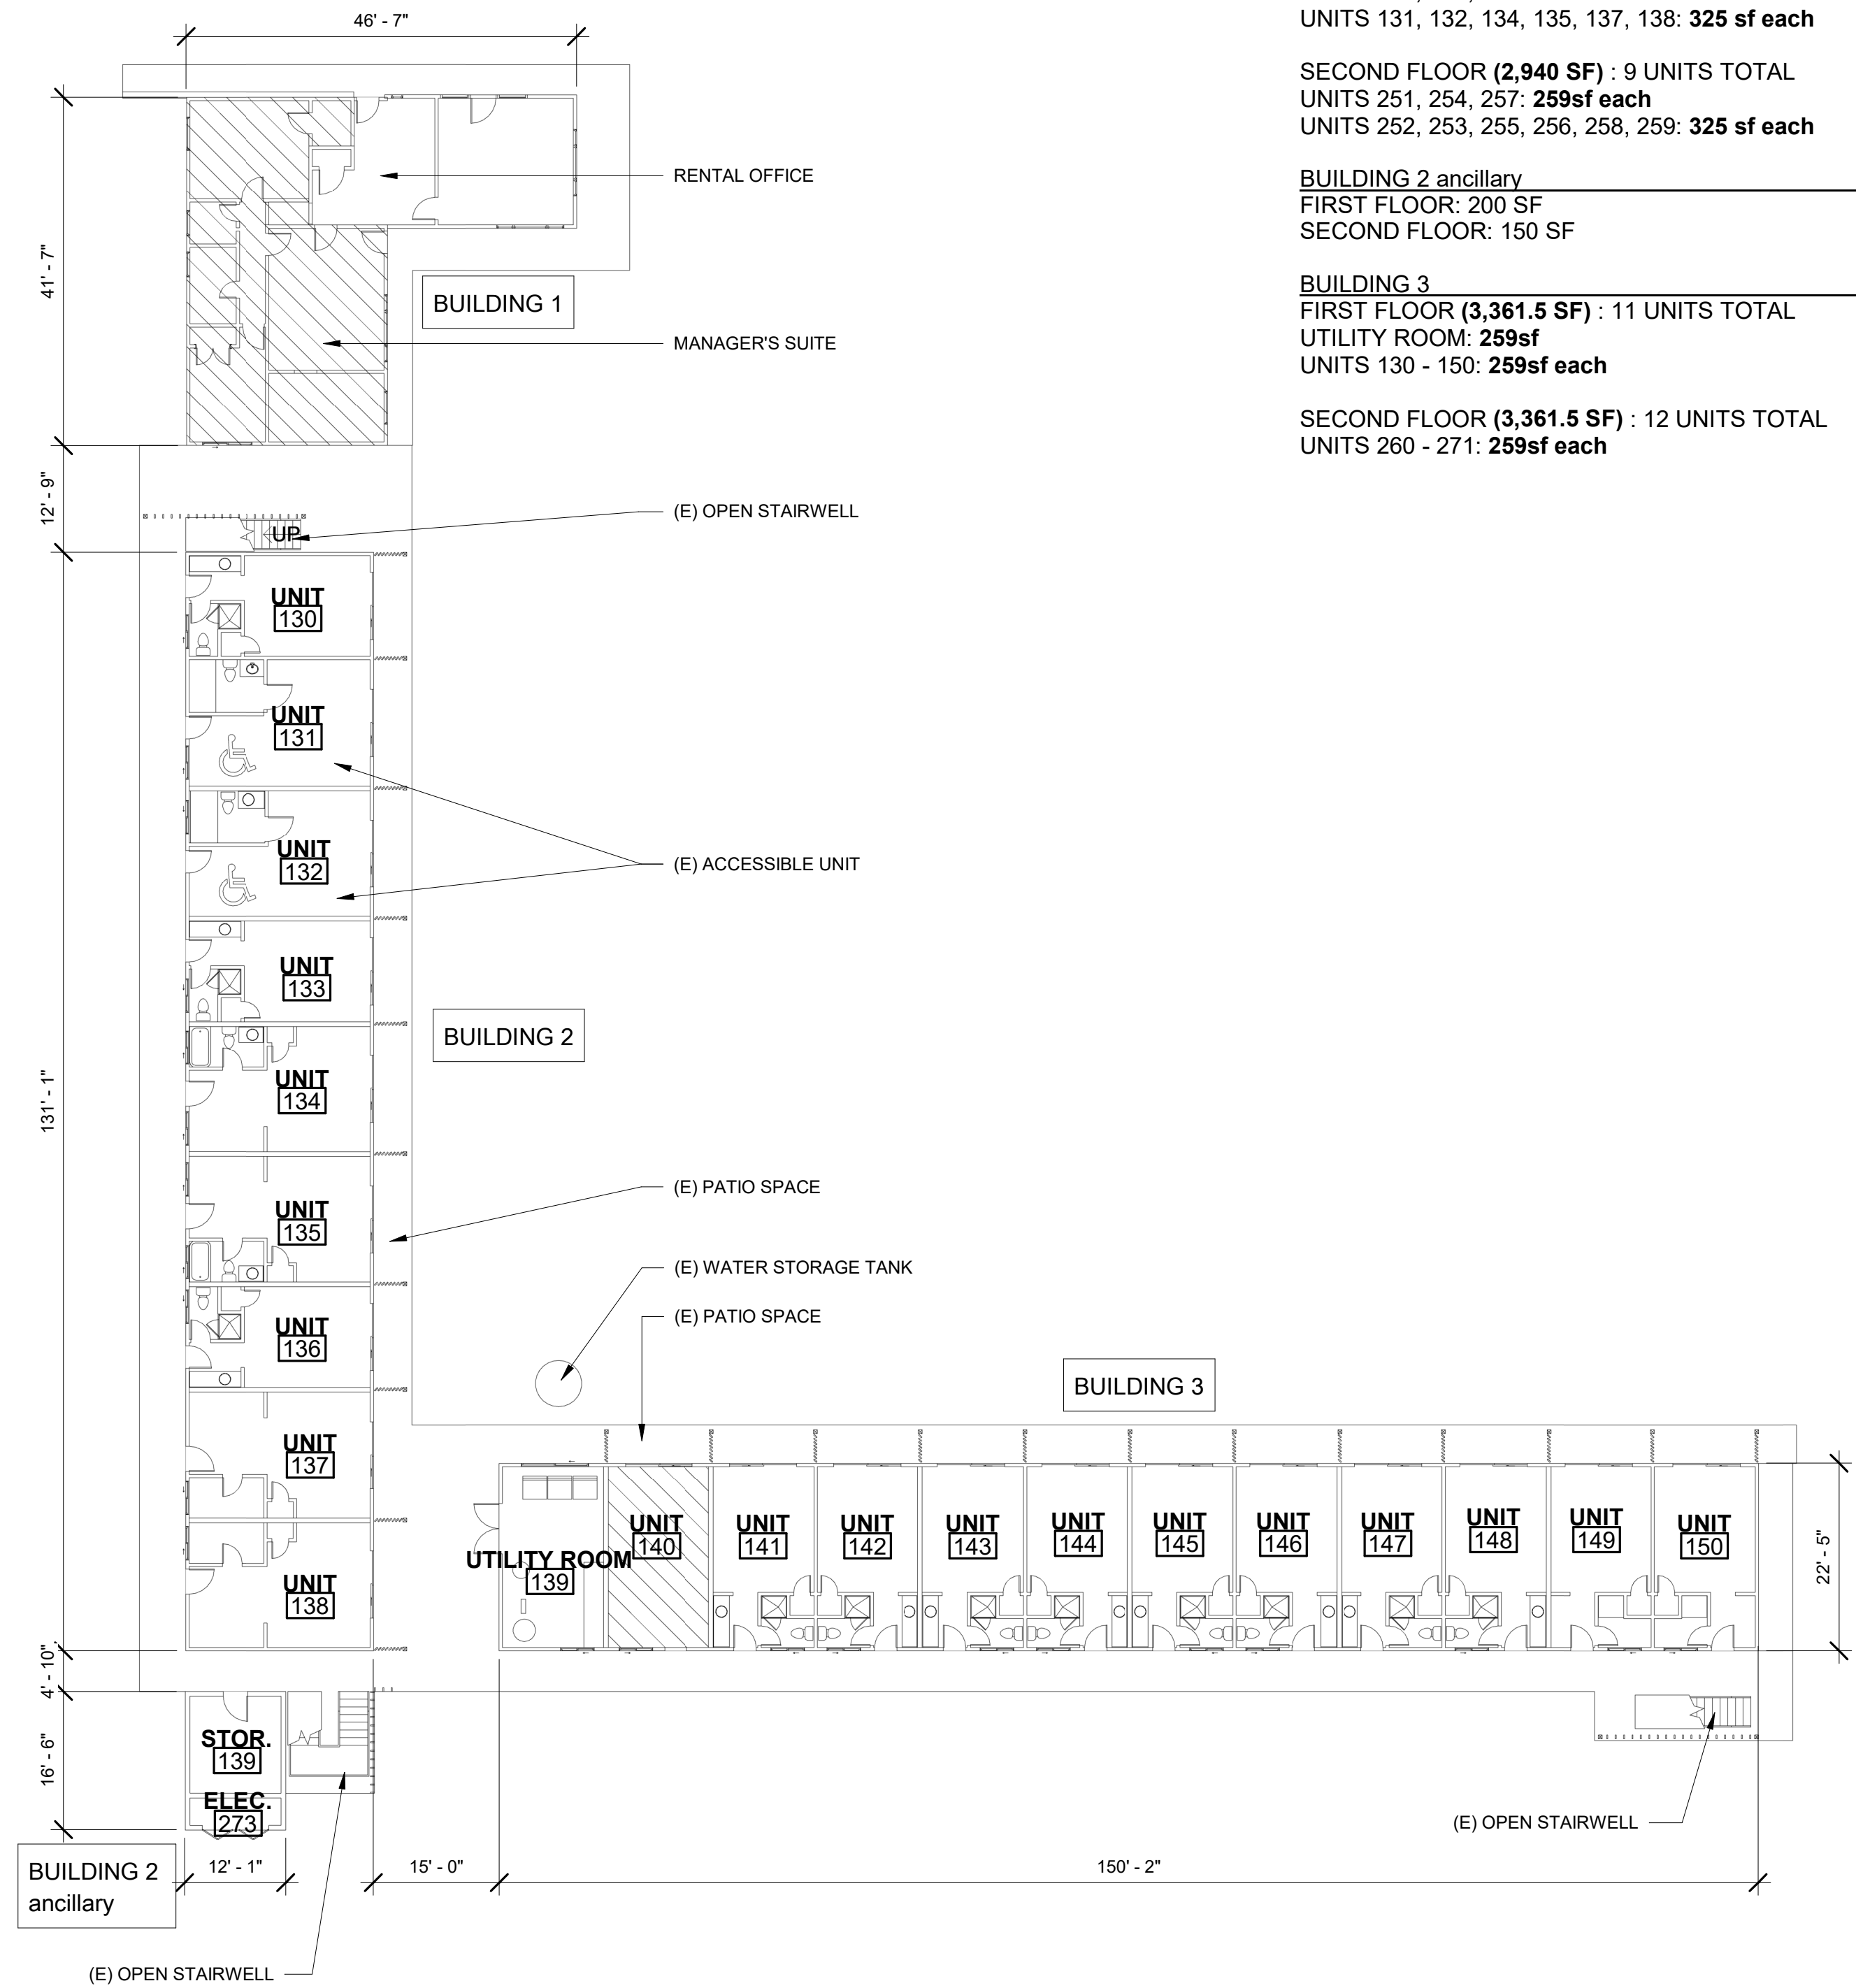 46' - 7"
UNITS 131, 132, 134, 135, 137, 138: 325 sf each
SECOND FLOOR (2,940 SF) : 9 UNITS TOTAL
UNITS 251, 254, 257: 259sf each
UNITS 252, 253, 255, 256, 258, 259: 325 sf each
BUILDING 2 ancillary
FIRST FLOOR: 200 SF
SECOND FLOOR: 150 SF
BUILDING 3
FIRST FLOOR (3,361.5 SF) : 11 UNITS TOTAL
UTILITY ROOM: 259sf
UNITS 130 - 150: 259sf each
SECOND FLOOR (3,361.5 SF) : 12 UNITS TOTAL
UNITS 260 - 271: 259sf each
RENTAL OFFICE
41' - 7"
BUILDING 1
MANAGER'S SUITE
12' - 9"
(E) OPEN STAIRWELL
UP
UNIT
130
UNIT
131
UNIT
132
(E) ACCESSIBLE UNIT
UNIT
133
BUILDING 2
131' - 1"
UNIT
134
UNIT
135
(E) PATIO SPACE
(E) WATER STORAGE TANK
(E) PATIO SPACE
UNIT
136
BUILDING 3
UNIT
137
UNIT
138
UTILITY ROOM
139
UNIT
140
UNIT
141
UNIT
142
UNIT
143
UNIT
144
UNIT
145
UNIT
146
UNIT
147
UNIT
148
UNIT
149
UNIT
150
22' - 5"
4' - 10"
16' - 6"
STOR.
139
ELEC.
273
(E) OPEN STAIRWELL
BUILDING 2
ancillary
12' - 1"
15' - 0"
150' - 2"
(E) OPEN STAIRWELL